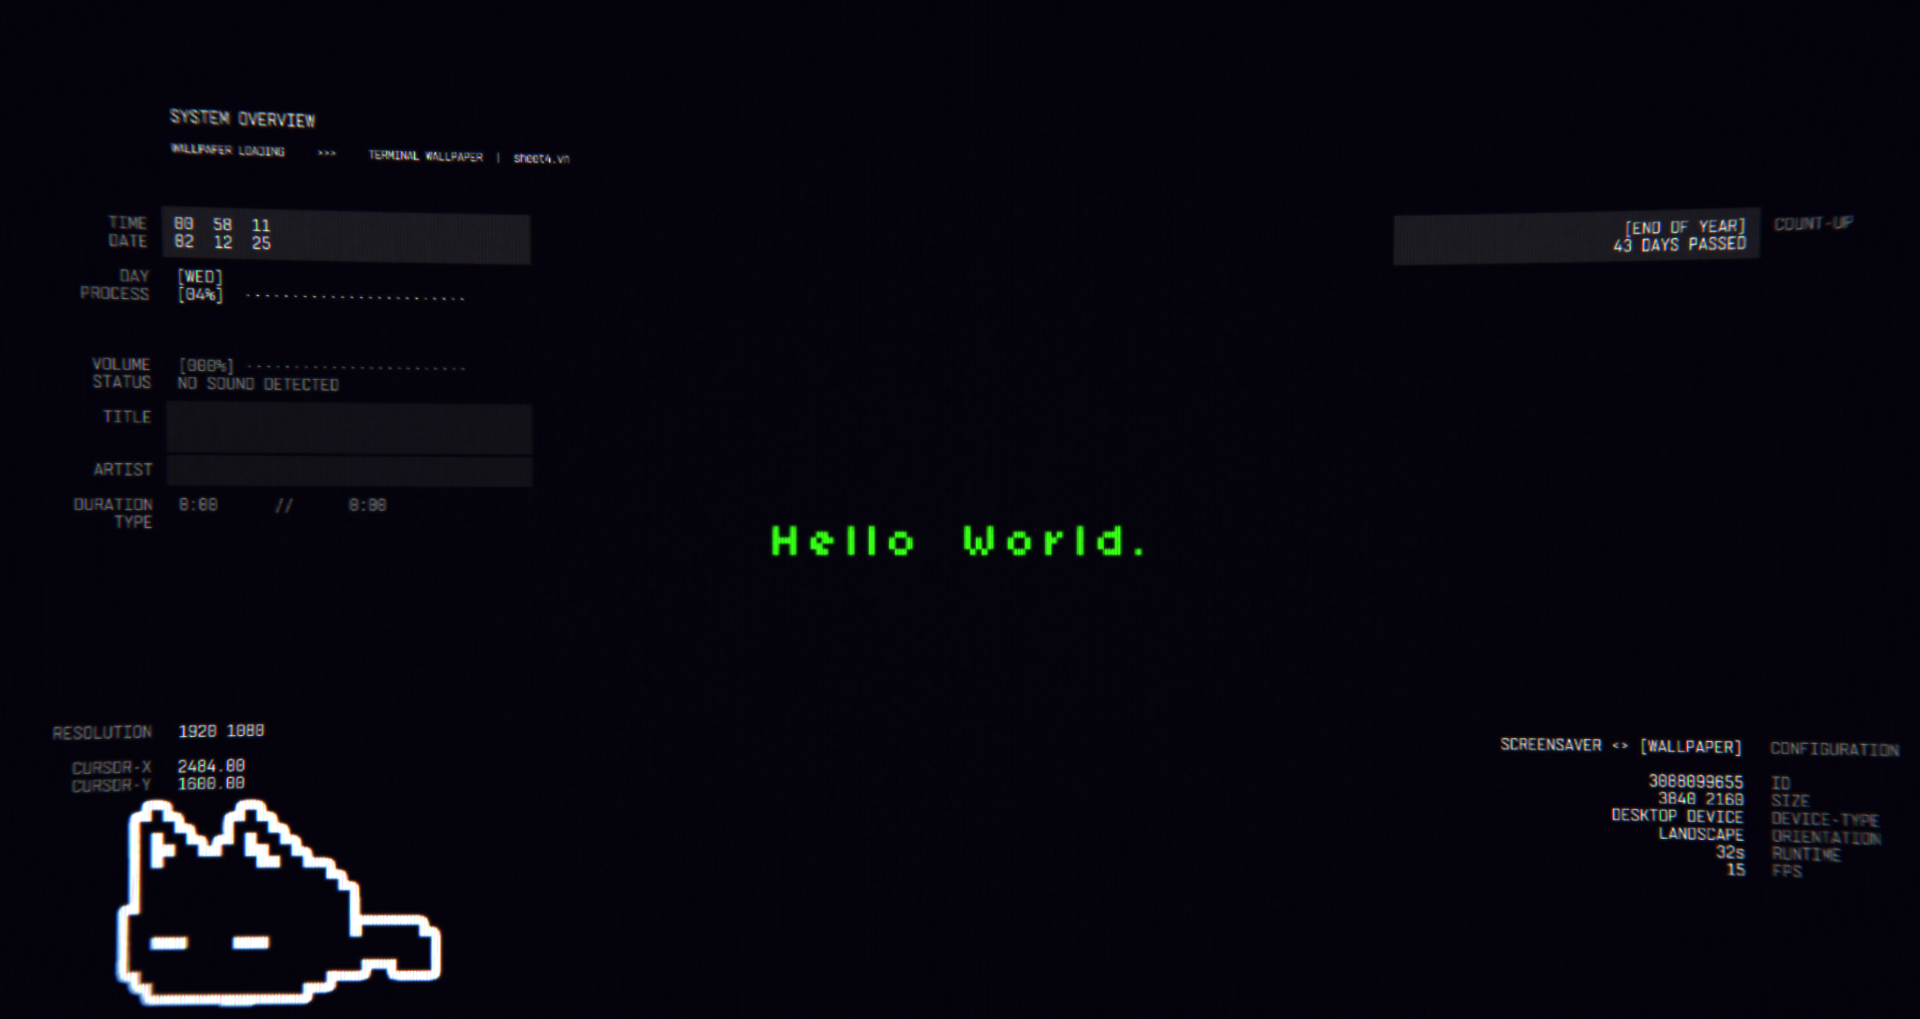 SYSTEM OVERVIEW
WALLPAPER LOADING >>> TERMINAL WALLPAPER | sheet4.vn
TIME 00 58 11
DATE 02 12 25
DAY [WED]
PROCESS [04%] ........................
VOLUME [000%] ........................
STATUS NO SOUND DETECTED
TITLE
ARTIST
DURATION 0:00 // 0:00
TYPE
[END OF YEAR] COUNT-UP
43 DAYS PASSED
Hello World.
RESOLUTION 1920 1080
CURSOR-X 2484.00
CURSOR-Y 1600.00
SCREENSAVER <> [WALLPAPER] CONFIGURATION
3088099655 ID
3840 2160 SIZE
DESKTOP DEVICE DEVICE-TYPE
LANDSCAPE ORIENTATION
32s RUNTIME
15 FPS